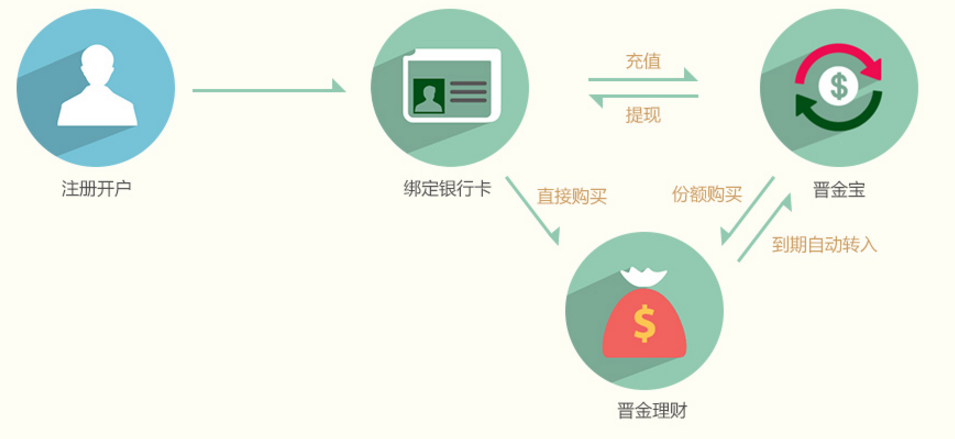 充值
提现
注册开户
绑定银行卡
晋金宝
直接购买
份额购买
到期自动转入
$
$
晋金理财